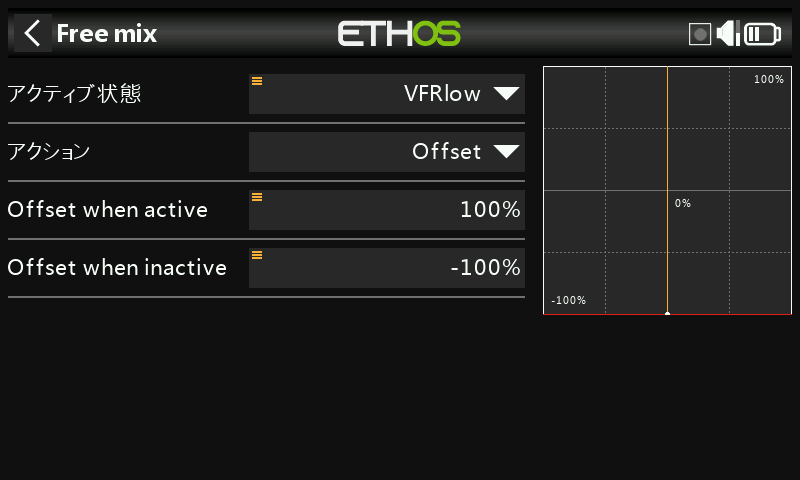 Free mix
ETHOS
アクティブ状態 VFRlow
アクション Offset
Offset when active 100%
Offset when inactive -100%
100%
0%
-100%